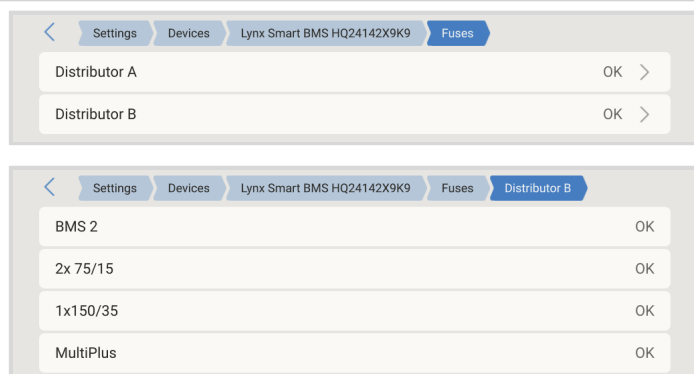 Settings Devices Lynx Smart BMS HQ24142X9K9 Fuses
Distributor A OK
Distributor B OK
Settings Devices Lynx Smart BMS HQ24142X9K9 Fuses Distributor B
BMS 2 OK
2x 75/15 OK
1x150/35 OK
MultiPlus OK